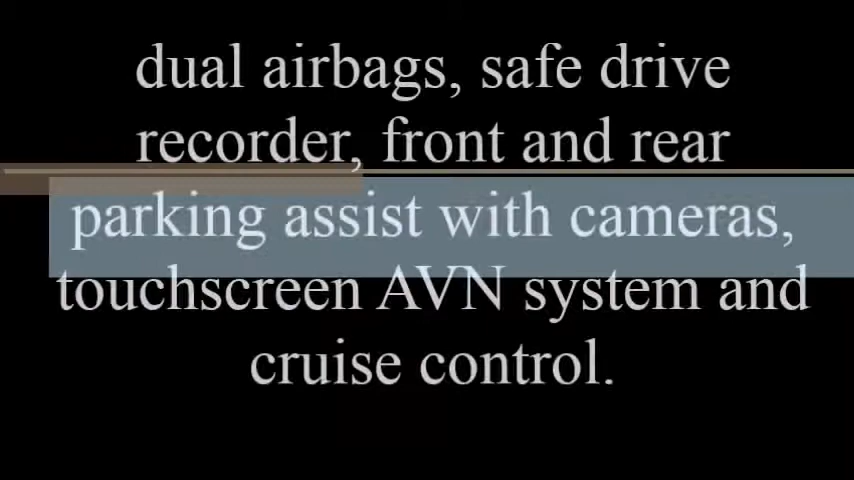 dual airbags, safe drive
recorder, front and rear
parking assist with cameras,
touchscreen AVN system and
cruise control.